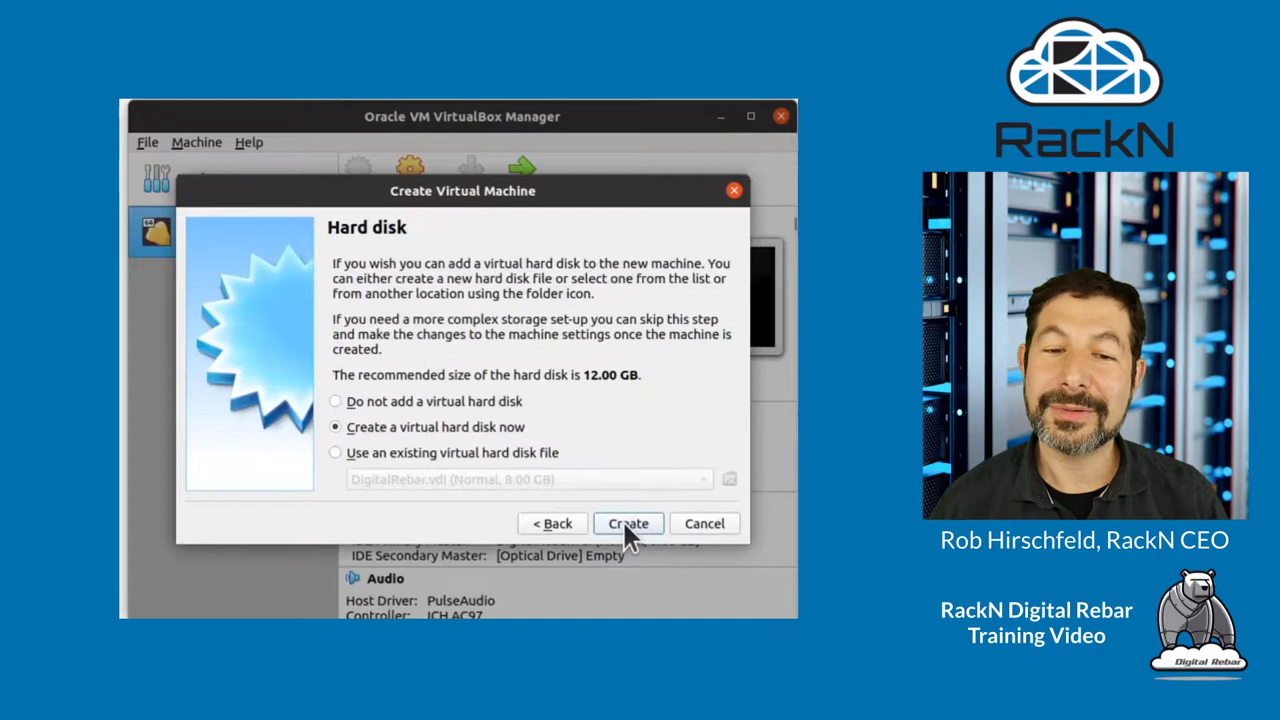 Oracle VM VirtualBox Manager
File Machine Help
Create Virtual Machine
64
Hard disk
If you wish you can add a virtual hard disk to the new machine. You
can either create a new hard disk file or select one from the list or
from another location using the folder icon.
If you need a more complex storage set-up you can skip this step
and make the changes to the machine settings once the machine is
created.
The recommended size of the hard disk is 12.00 GB.
Do not add a virtual hard disk
Create a virtual hard disk now
Use an existing virtual hard disk file
DigitalRebar.vdi (Normal, 8.00 GB)
< Back Create Cancel
IDE Secondary Master: [Optical Drive] Empty
Audio
Host Driver: PulseAudio
Controller: ICH AC97
RackN
Rob Hirschfeld, RackN CEO
RackN Digital Rebar
Training Video
Digital Rebar